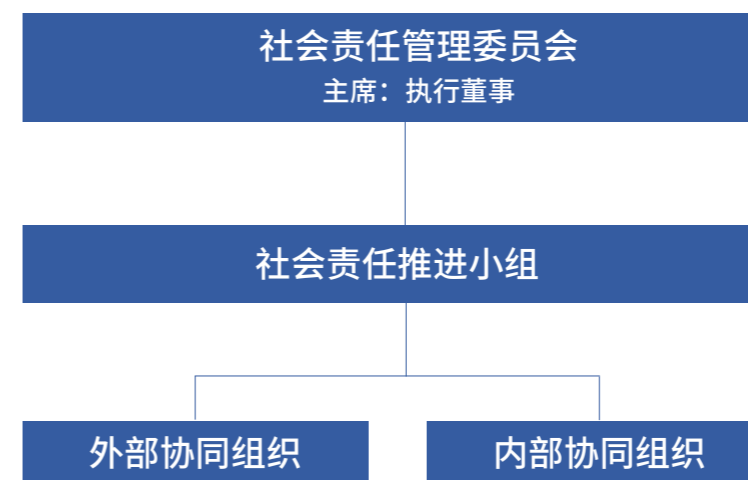 社会责任管理委员会
主席：执行董事
社会责任推进小组
外部协同组织
内部协同组织